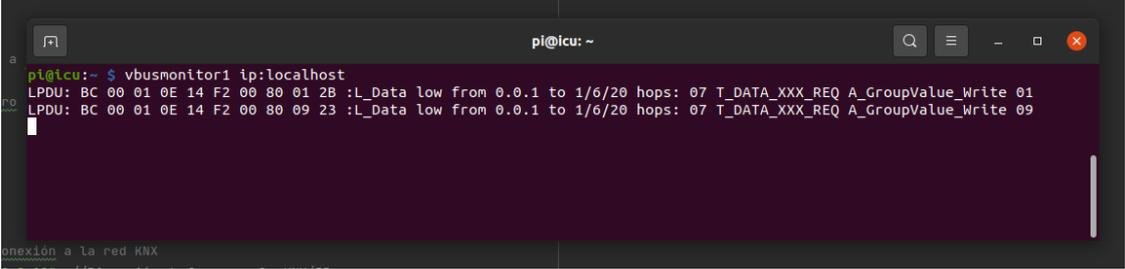 pi@icu: ~
a
pi@icu:~ $ vbusmonitor1 ip:localhost
LPDU: BC 00 01 0E 14 F2 00 80 01 2B :L_Data low from 0.0.1 to 1/6/20 hops: 07 T_DATA_XXX_REQ A_GroupValue_Write 01
ro
LPDU: BC 00 01 0E 14 F2 00 80 09 23 :L_Data low from 0.0.1 to 1/6/20 hops: 07 T_DATA_XXX_REQ A_GroupValue_Write 09
onexión a la red KNX